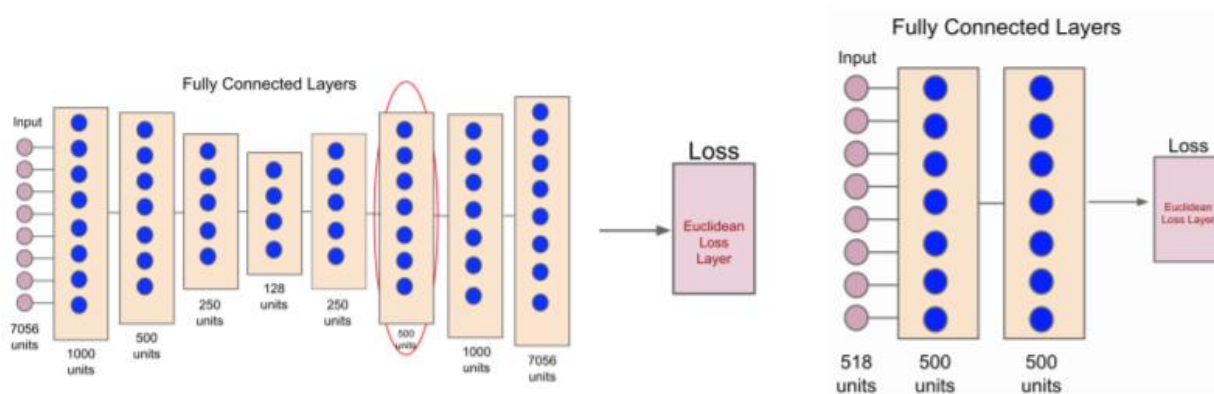 Fully Connected Layers
Input
7056
units
1000
units
500
units
250
units
128
units
250
units
500
units
1000
units
7056
units
Loss
Euclidean
Loss
Layer
Fully Connected Layers
Input
518
units
500
units
500
units
Loss
Euclidean
Loss Layer